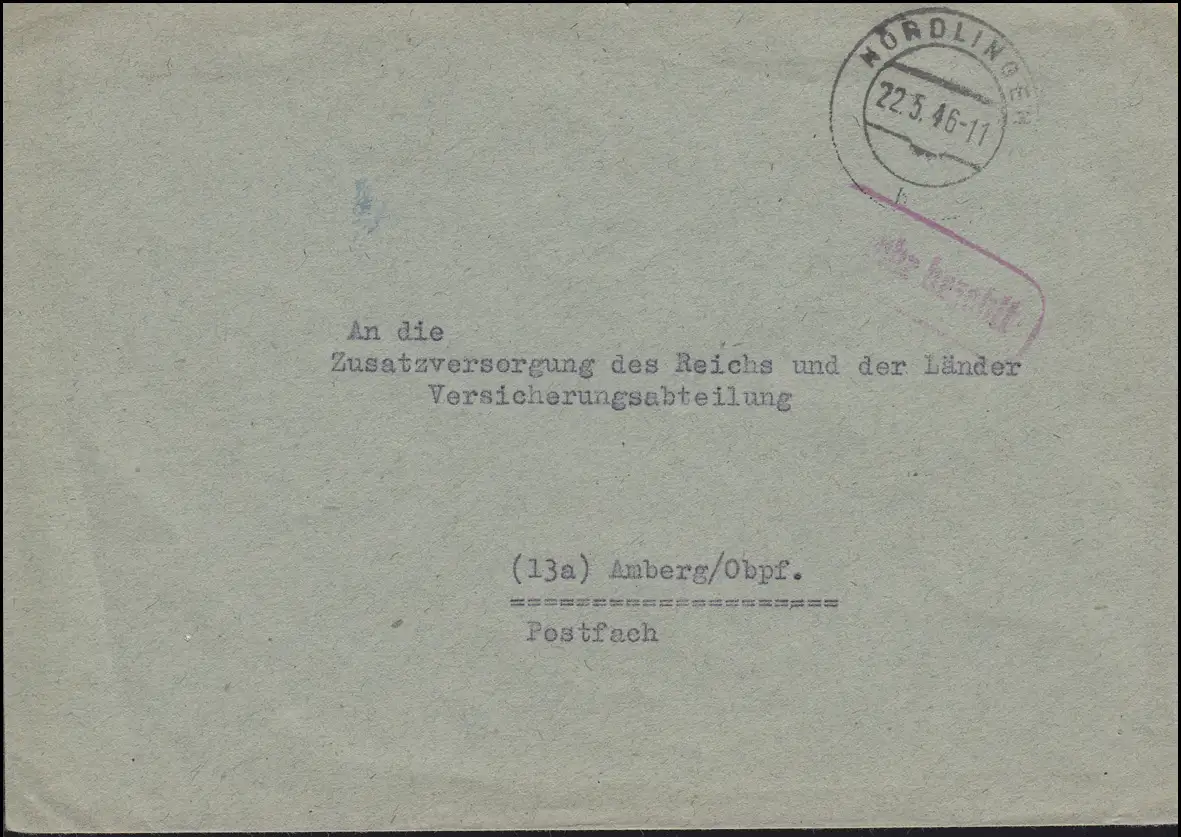 NÖRDLINGEN
22.5.46-11
b
An die
Zusatzversorgung des Reichs und der Länder
Versicherungsabteilung
(13a) Amberg/Obpf.
====================
Postfach